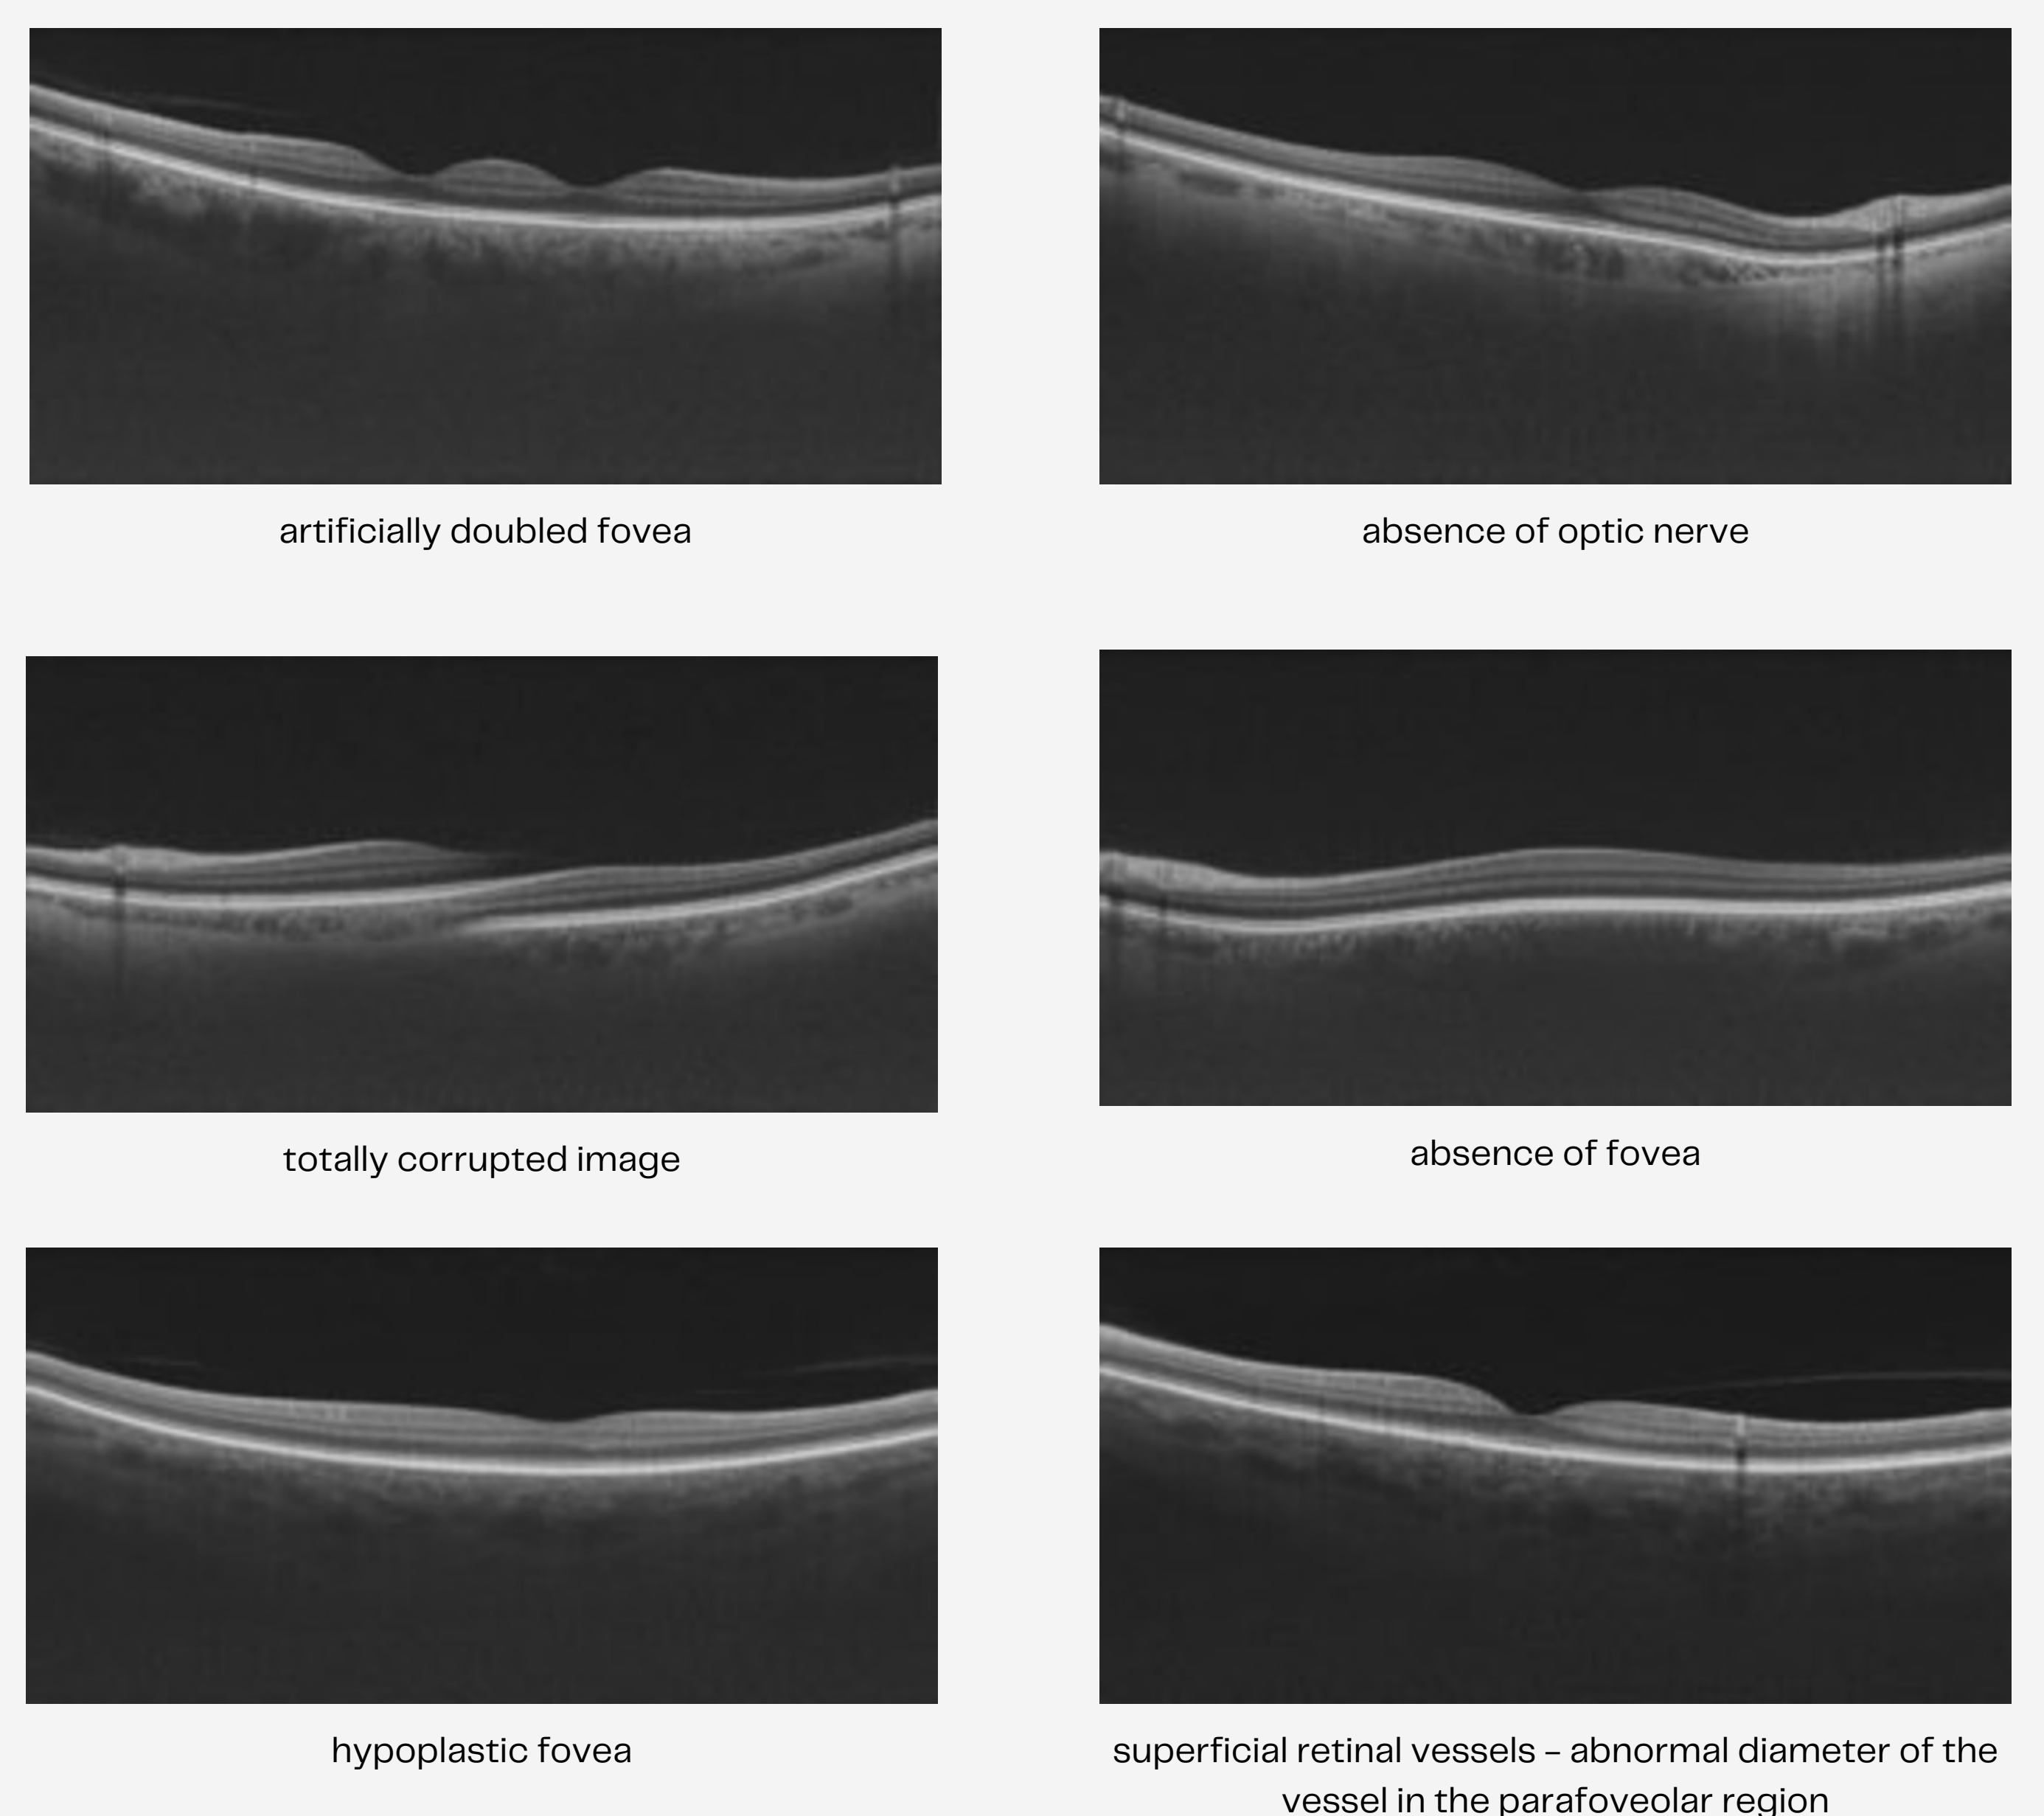 artificially doubled fovea
absence of optic nerve
totally corrupted image
absence of fovea
hypoplastic fovea
superficial retinal vessels – abnormal diameter of the
vessel in the parafoveolar region